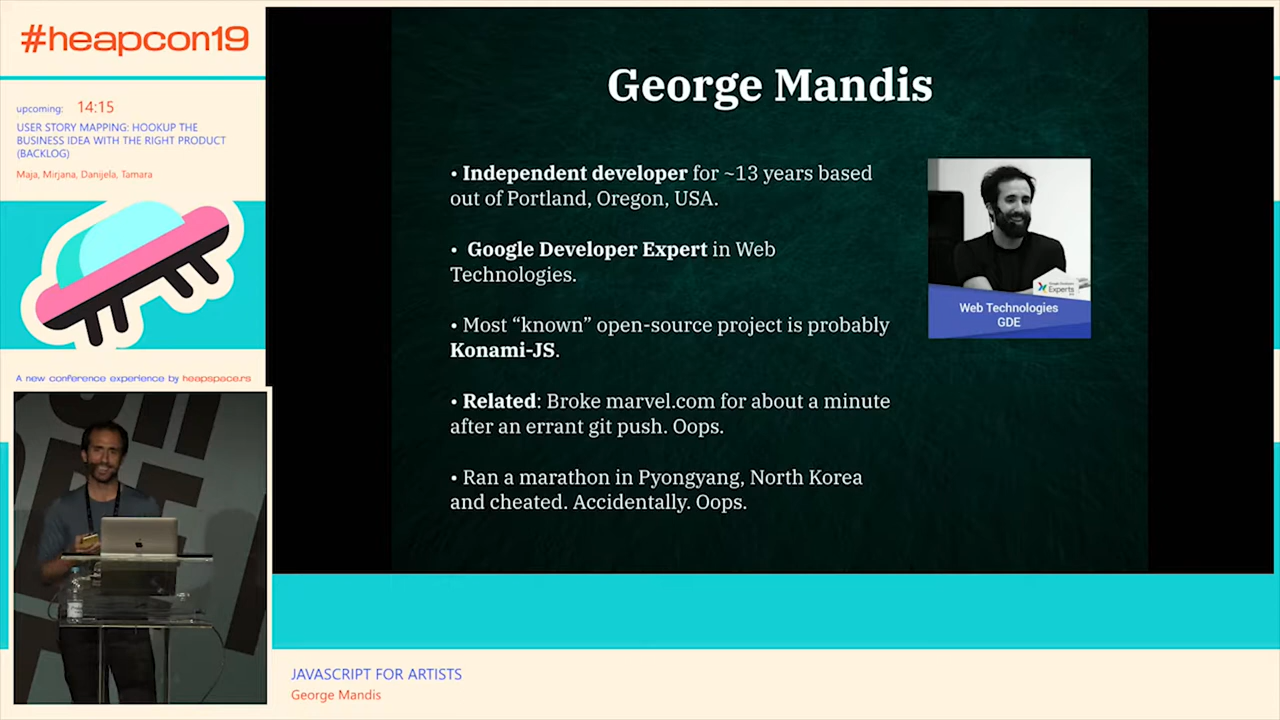 #heapcon19
upcoming: 14:15
USER STORY MAPPING: HOOKUP THE
BUSINESS IDEA WITH THE RIGHT PRODUCT
(BACKLOG)
Maja, Mirjana, Danijela, Tamara
A new conference experience by heapspace.rs
George Mandis
• Independent developer for ~13 years based
out of Portland, Oregon, USA.
• Google Developer Expert in Web
Technologies.
• Most “known” open-source project is probably
Konami-JS.
• Related: Broke marvel.com for about a minute
after an errant git push. Oops.
• Ran a marathon in Pyongyang, North Korea
and cheated. Accidentally. Oops.
Experts
Web Technologies
GDE
JAVASCRIPT FOR ARTISTS
George Mandis